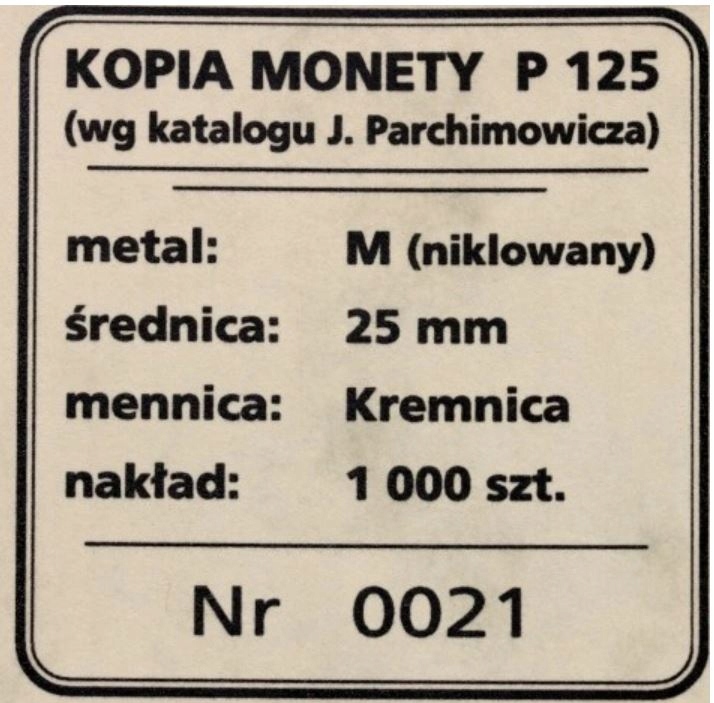 KOPIA MONETY P 125
(wg katalogu J. Parchimowicza)
metal: M (niklowany)
średnica: 25 mm
mennica: Kremnica
nakład: 1 000 szt.
Nr 0021